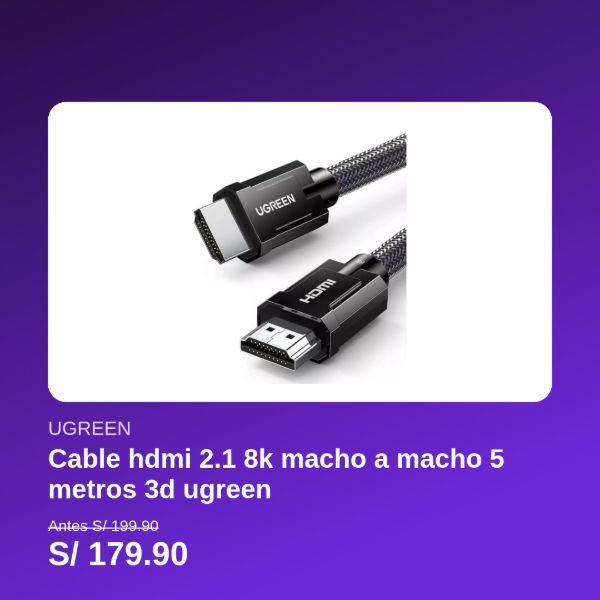 UGREEN
HDMI
UGREEN
Cable hdmi 2.1 8k macho a macho 5
metros 3d ugreen
Antes S/ 199.90
S/ 179.90